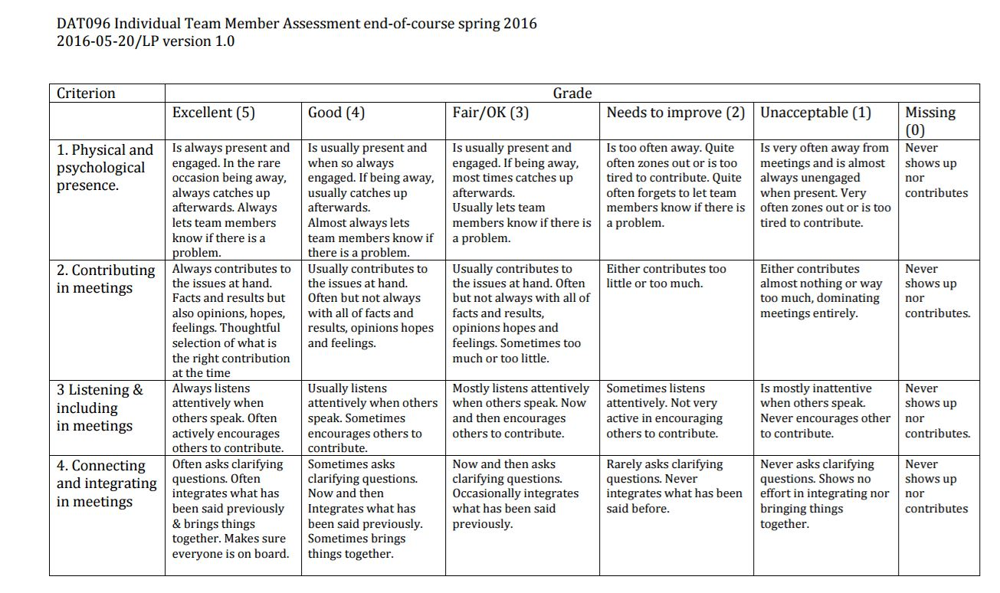 DAT096 Individual Team Member Assessment end-of-course spring 2016
2016-05-20/LP version 1.0
Criterion
Grade
Excellent (5)
Good (4)
Fair/OK (3)
Needs to improve (2)
Unacceptable (1)
Missing
(0)
1. Physical and
psychological
presence.
Is always present and
engaged. In the rare
occasion being away,
always catches up
afterwards. Always
lets team members
know if there is a
problem.
Is usually present and
when so always
engaged. If being away,
usually catches up
afterwards.
Almost always lets
team members know if
there is a problem.
Is usually present and
engaged. If being away,
most times catches up
afterwards.
Usually lets team
members know if there is
a problem.
Is too often away. Quite
often zones out or is too
tired to contribute. Quite
often forgets to let team
members know if there is
a problem.
Is very often away from
meetings and is almost
always unengaged
when present. Very
often zones out or is too
tired to contribute.
Never
shows up
nor
contributes
2. Contributing
in meetings
Always contributes to
the issues at hand.
Facts and results but
also opinions, hopes,
feelings. Thoughtful
selection of what is
the right contribution
at the time
Usually contributes to
the issues at hand.
Often but not always
with all of facts and
results, opinions hopes
and feelings.
Usually contributes to
the issues at hand. Often
but not always with all of
facts and results,
opinions hopes and
feelings. Sometimes too
much or too little.
Either contributes too
little or too much.
Either contributes
almost nothing or way
too much, dominating
meetings entirely.
Never
shows up
nor
contributes.
3 Listening &
including
in meetings
Always listens
attentively when
others speak. Often
actively encourages
others to contribute.
Usually listens
attentively when others
speak. Sometimes
encourages others to
contribute.
Mostly listens attentively
when others speak. Now
and then encourages
others to contribute.
Sometimes listens
attentively. Not very
active in encouraging
others to contribute.
Is mostly inattentive
when others speak.
Never encourages other
to contribute.
Never
shows up
nor
contributes.
4. Connecting
and integrating
in meetings
Often asks clarifying
questions. Often
integrates what has
been said previously
& brings things
together. Makes sure
everyone is on board.
Sometimes asks
clarifying questions.
Now and then
Integrates what has
been said previously.
Sometimes brings
things together.
Now and then asks
clarifying questions.
Occasionally integrates
what has been said
previously.
Rarely asks clarifying
questions. Never
integrates what has been
said before.
Never asks clarifying
questions. Shows no
effort in integrating nor
bringing things
together.
Never
shows up
nor
contributes